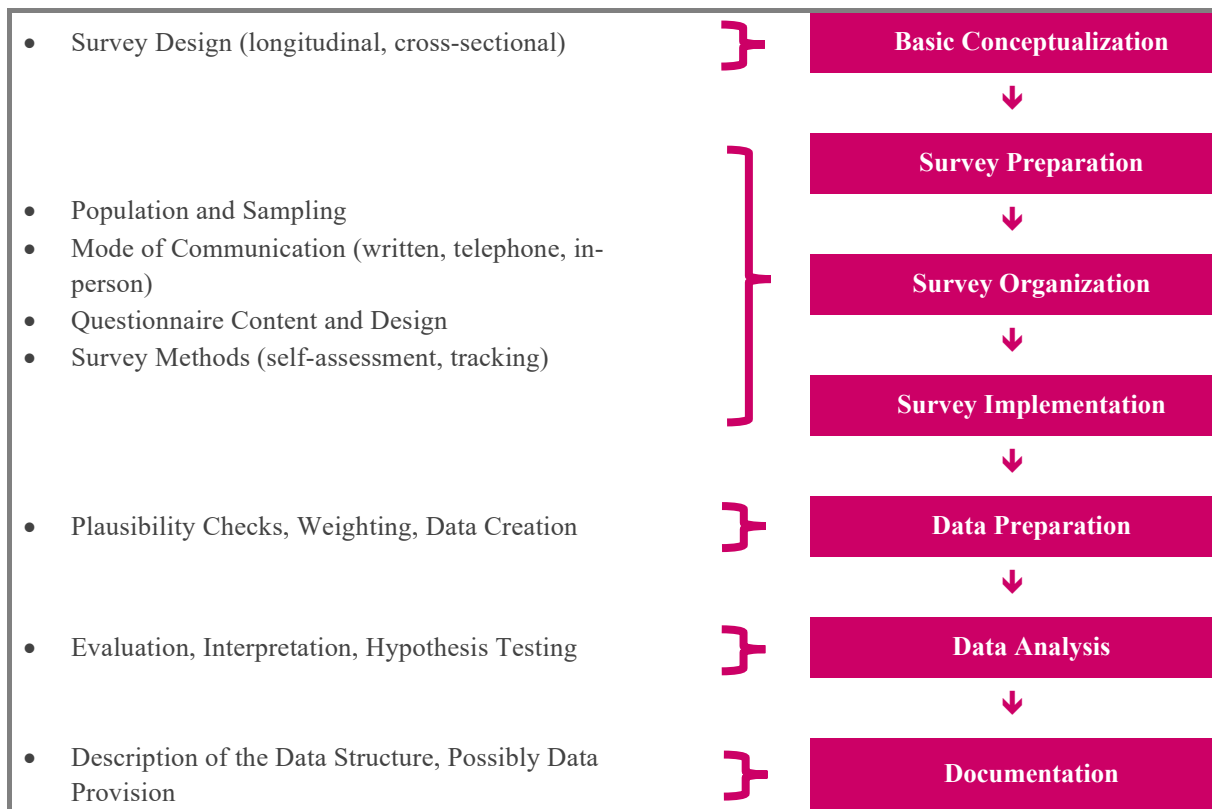 • Survey Design (longitudinal, cross-sectional)
Basic Conceptualization
Survey Preparation
• Population and Sampling
• Mode of Communication (written, telephone, in-
person)
• Questionnaire Content and Design
• Survey Methods (self-assessment, tracking)
Survey Organization
Survey Implementation
• Plausibility Checks, Weighting, Data Creation
Data Preparation
• Evaluation, Interpretation, Hypothesis Testing
Data Analysis
• Description of the Data Structure, Possibly Data
Provision
Documentation